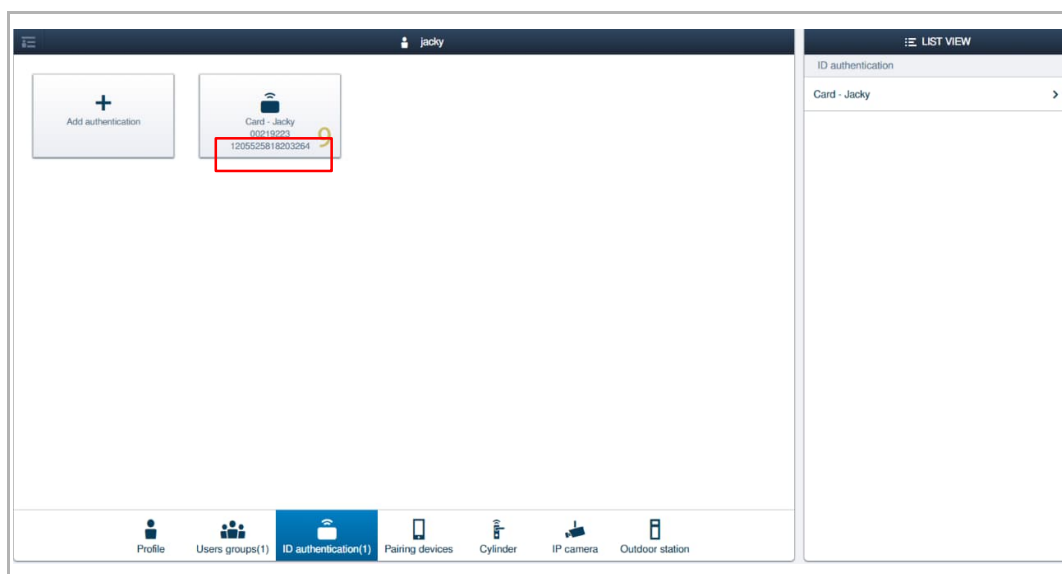 jacky
LIST VIEW
ID authentication
Card - Jacky
Add authentication
Card - Jacky
00219223
1205525818203264
9
Profile
Users groups(1)
ID authentication(1)
Pairing devices
Cylinder
IP camera
Outdoor station